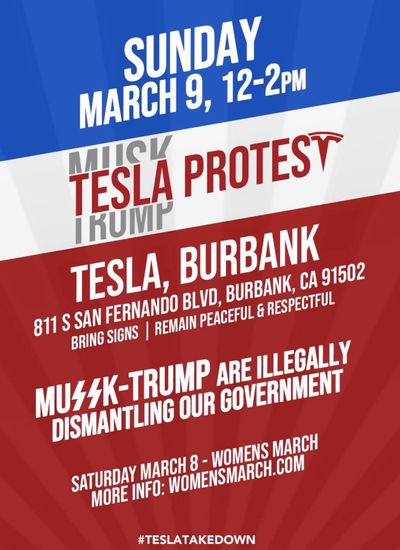 SUNDAY
MARCH 9, 12-2PM
MUSK
TESLA PROTEST
TRUMP
TESLA, BURBANK
811 S SAN FERNANDO BLVD, BURBANK, CA 91502
BRING SIGNS | REMAIN PEACEFUL & RESPECTFUL
MUϟϟK-TRUMP ARE ILLEGALLY
DISMANTLING OUR GOVERNMENT
SATURDAY MARCH 8 - WOMENS MARCH
MORE INFO: WOMENSMARCH.COM
#TESLATAKEDOWN